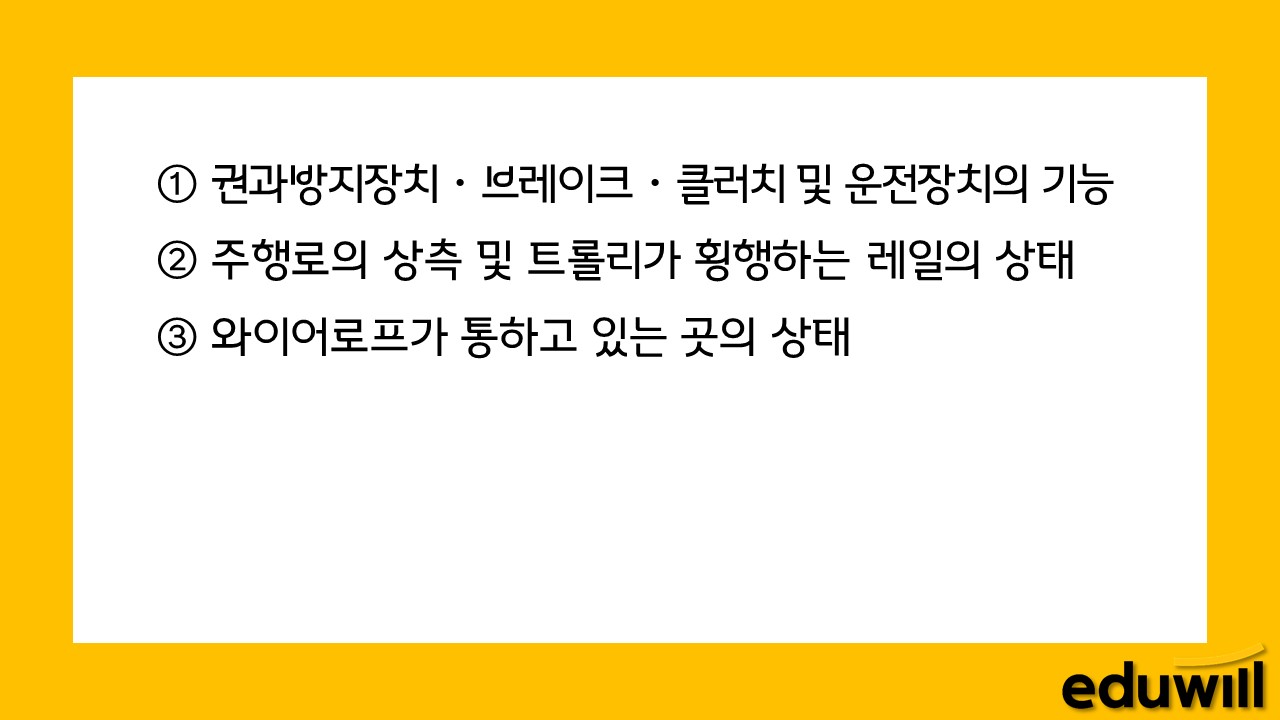 ① 권과방지장치 · 브레이크 · 클러치 및 운전장치의 기능
② 주행로의 상측 및 트롤리가 횡행하는 레일의 상태
③ 와이어로프가 통하고 있는 곳의 상태
eduwill